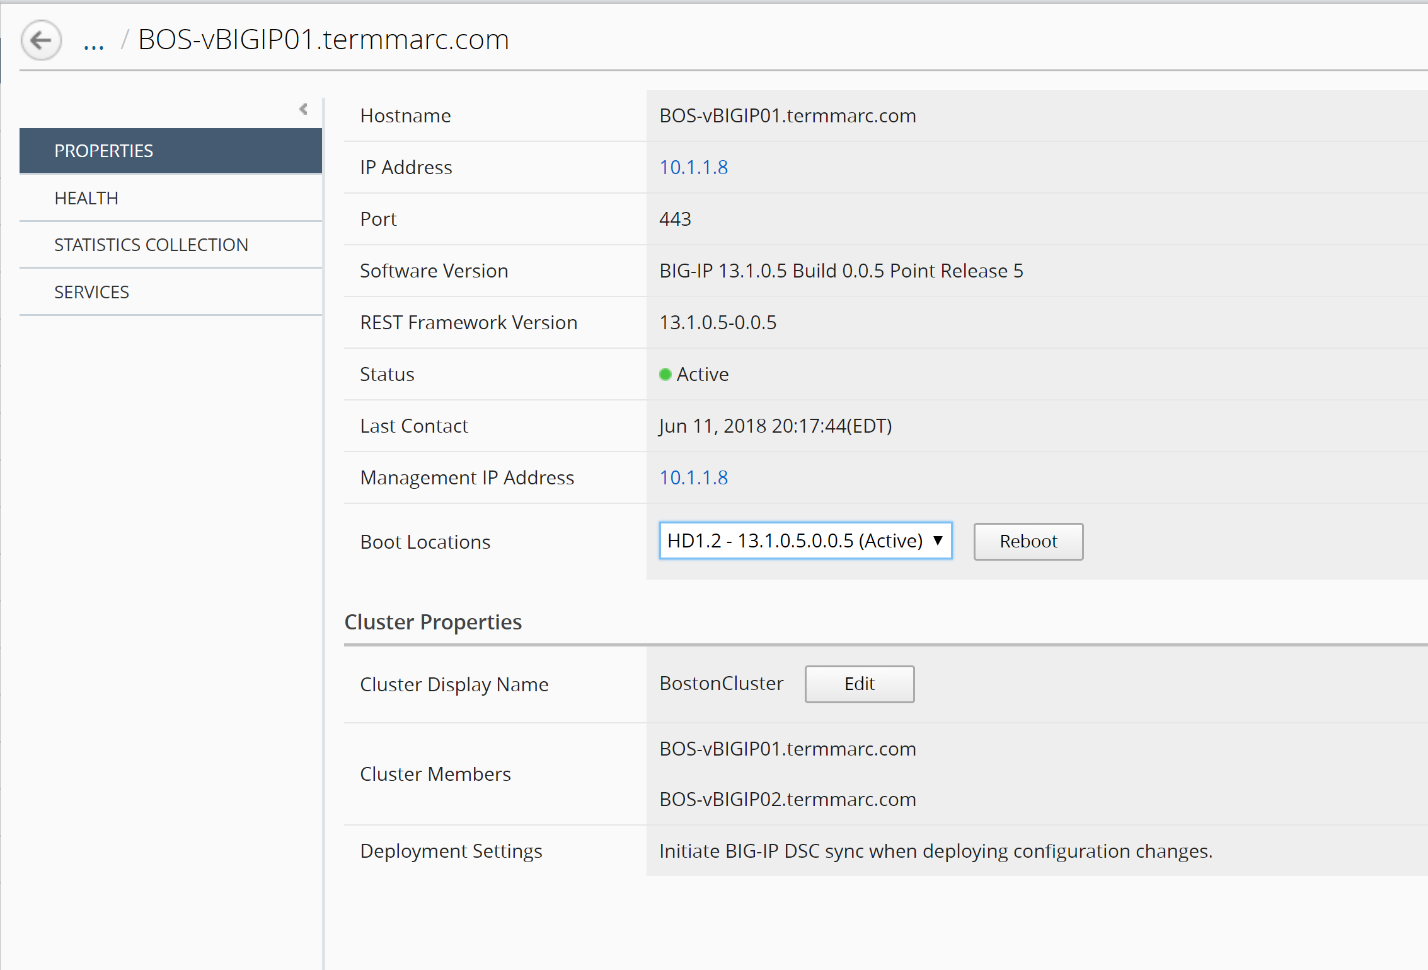 ... / BOS-vBIGIP01.termmarc.com
PROPERTIES
HEALTH
STATISTICS COLLECTION
SERVICES
Hostname BOS-vBIGIP01.termmarc.com
IP Address 10.1.1.8
Port 443
Software Version BIG-IP 13.1.0.5 Build 0.0.5 Point Release 5
REST Framework Version 13.1.0.5-0.0.5
Status Active
Last Contact Jun 11, 2018 20:17:44(EDT)
Management IP Address 10.1.1.8
Boot Locations HD1.2 - 13.1.0.5.0.0.5 (Active) Reboot
Cluster Properties
Cluster Display Name BostonCluster Edit
Cluster Members BOS-vBIGIP01.termmarc.com
BOS-vBIGIP02.termmarc.com
Deployment Settings Initiate BIG-IP DSC sync when deploying configuration changes.